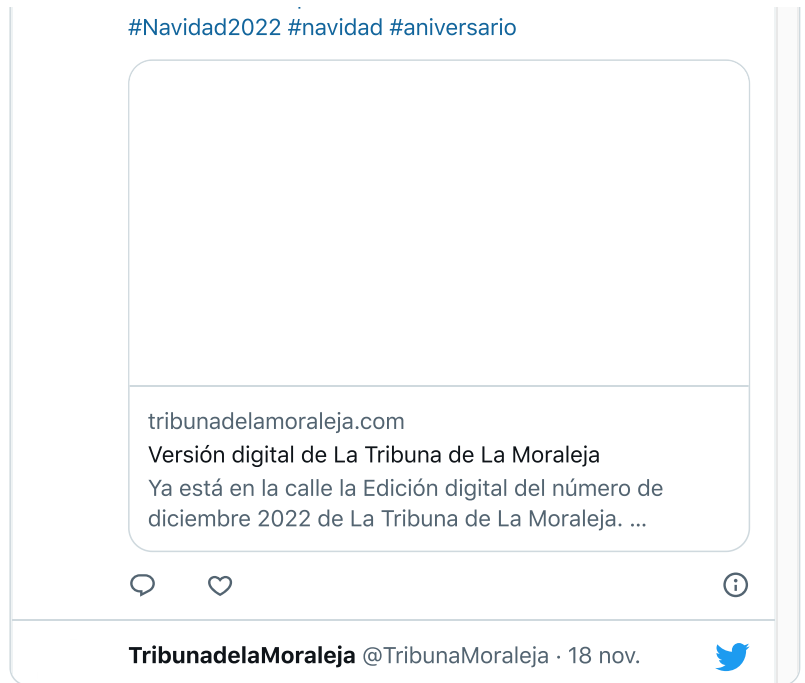 #Navidad2022 #navidad #aniversario
tribunadelamoraleja.com
Versión digital de La Tribuna de La Moraleja
Ya está en la calle la Edición digital del número de
diciembre 2022 de La Tribuna de La Moraleja. ...
TribunadelaMoraleja @TribunaMoraleja · 18 nov.